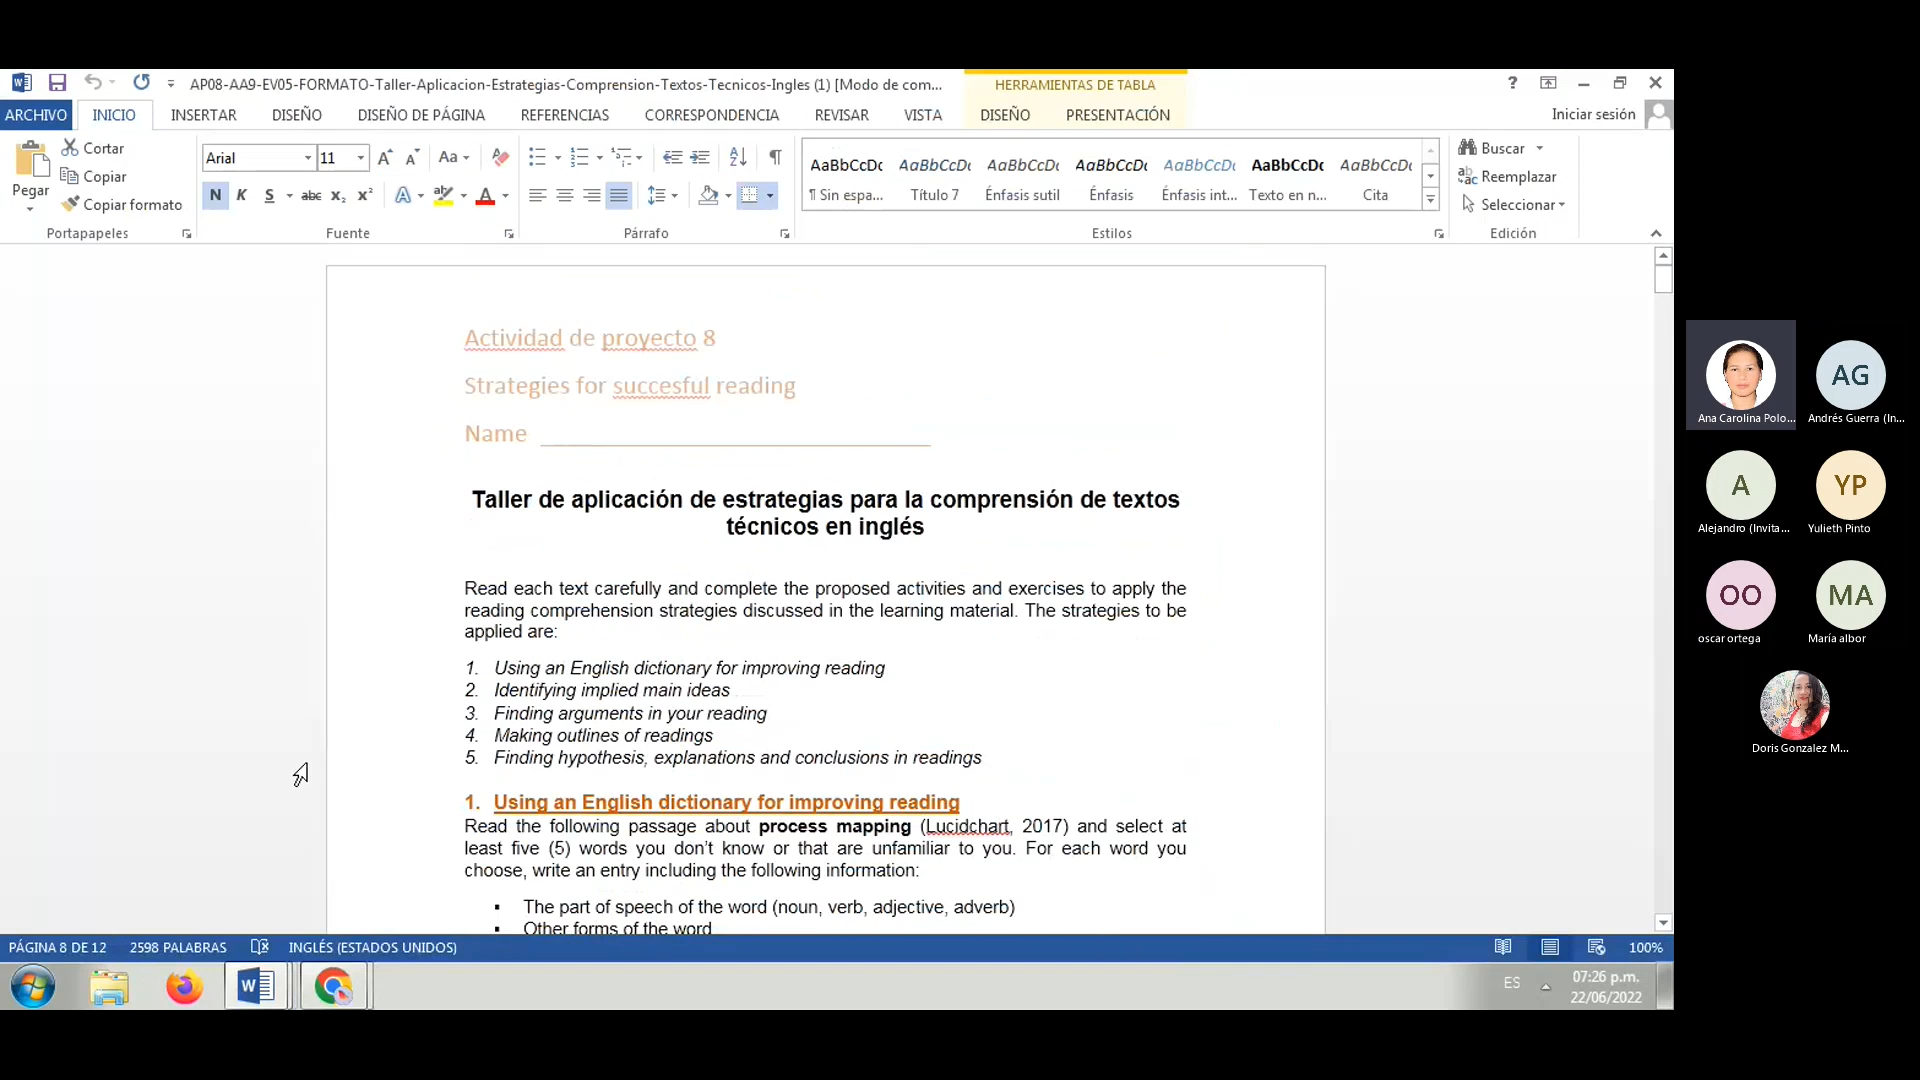 AP08-AA9-EV05-FORMATO-Taller-Aplicacion-Estrategias-Comprension-Textos-Tecnicos-Ingles (1) [Modo de com...
HERRAMIENTAS DE TABLA
?
ARCHIVO INICIO INSERTAR DISEÑO DISEÑO DE PÁGINA REFERENCIAS CORRESPONDENCIA REVISAR VISTA DISEÑO PRESENTACIÓN Iniciar sesión
Pegar
Cortar
Copiar
Copiar formato
Portapapeles
Arial 11 Aa
N K S abc x₂ x² A A
Fuente
Párrafo
AaBbCcDc AaBbCcDc AaBbCcDc AaBbCcDc AaBbCcDc AaBbCcDc AaBbCcDc
¶ Sin espa... Título 7 Énfasis sutil Énfasis Énfasis int... Texto en n... Cita
Estilos
Buscar
Reemplazar
Seleccionar
Edición
Actividad de proyecto 8
Strategies for succesful reading
Name ______________________________
Taller de aplicación de estrategias para la comprensión de textos
técnicos en inglés
Read each text carefully and complete the proposed activities and exercises to apply the
reading comprehension strategies discussed in the learning material. The strategies to be
applied are:
1. Using an English dictionary for improving reading
2. Identifying implied main ideas
3. Finding arguments in your reading
4. Making outlines of readings
5. Finding hypothesis, explanations and conclusions in readings
1. Using an English dictionary for improving reading
Read the following passage about process mapping (Lucidchart, 2017) and select at
least five (5) words you don't know or that are unfamiliar to you. For each word you
choose, write an entry including the following information:
▪ The part of speech of the word (noun, verb, adjective, adverb)
▪ Other forms of the word
PÁGINA 8 DE 12 2598 PALABRAS INGLÉS (ESTADOS UNIDOS) 100%
ES
07:26 p.m.
22/06/2022
Ana Carolina Polo...
AG
Andrés Guerra (In...
A
Alejandro (Invita...
YP
Yulieth Pinto
OO
oscar ortega
MA
María albor
Doris Gonzalez M...